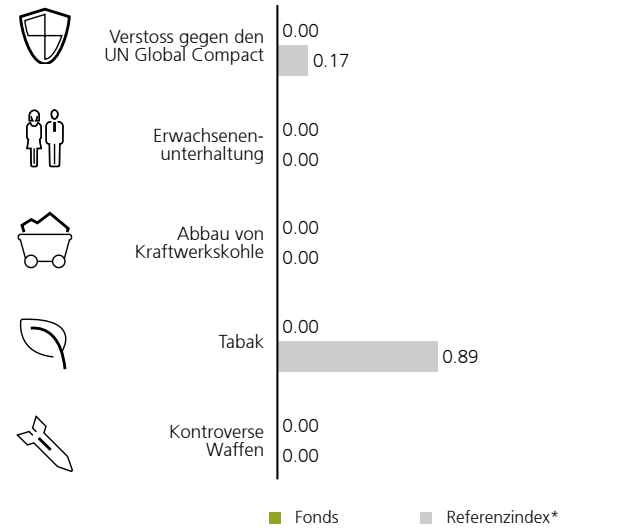 Verstoss gegen den
UN Global Compact
0.00
0.17
Erwachsenen-
unterhaltung
0.00
0.00
Abbau von
Kraftwerkskohle
0.00
0.00
Tabak
0.00
0.89
Kontroverse
Waffen
0.00
0.00
Fonds
Referenzindex*